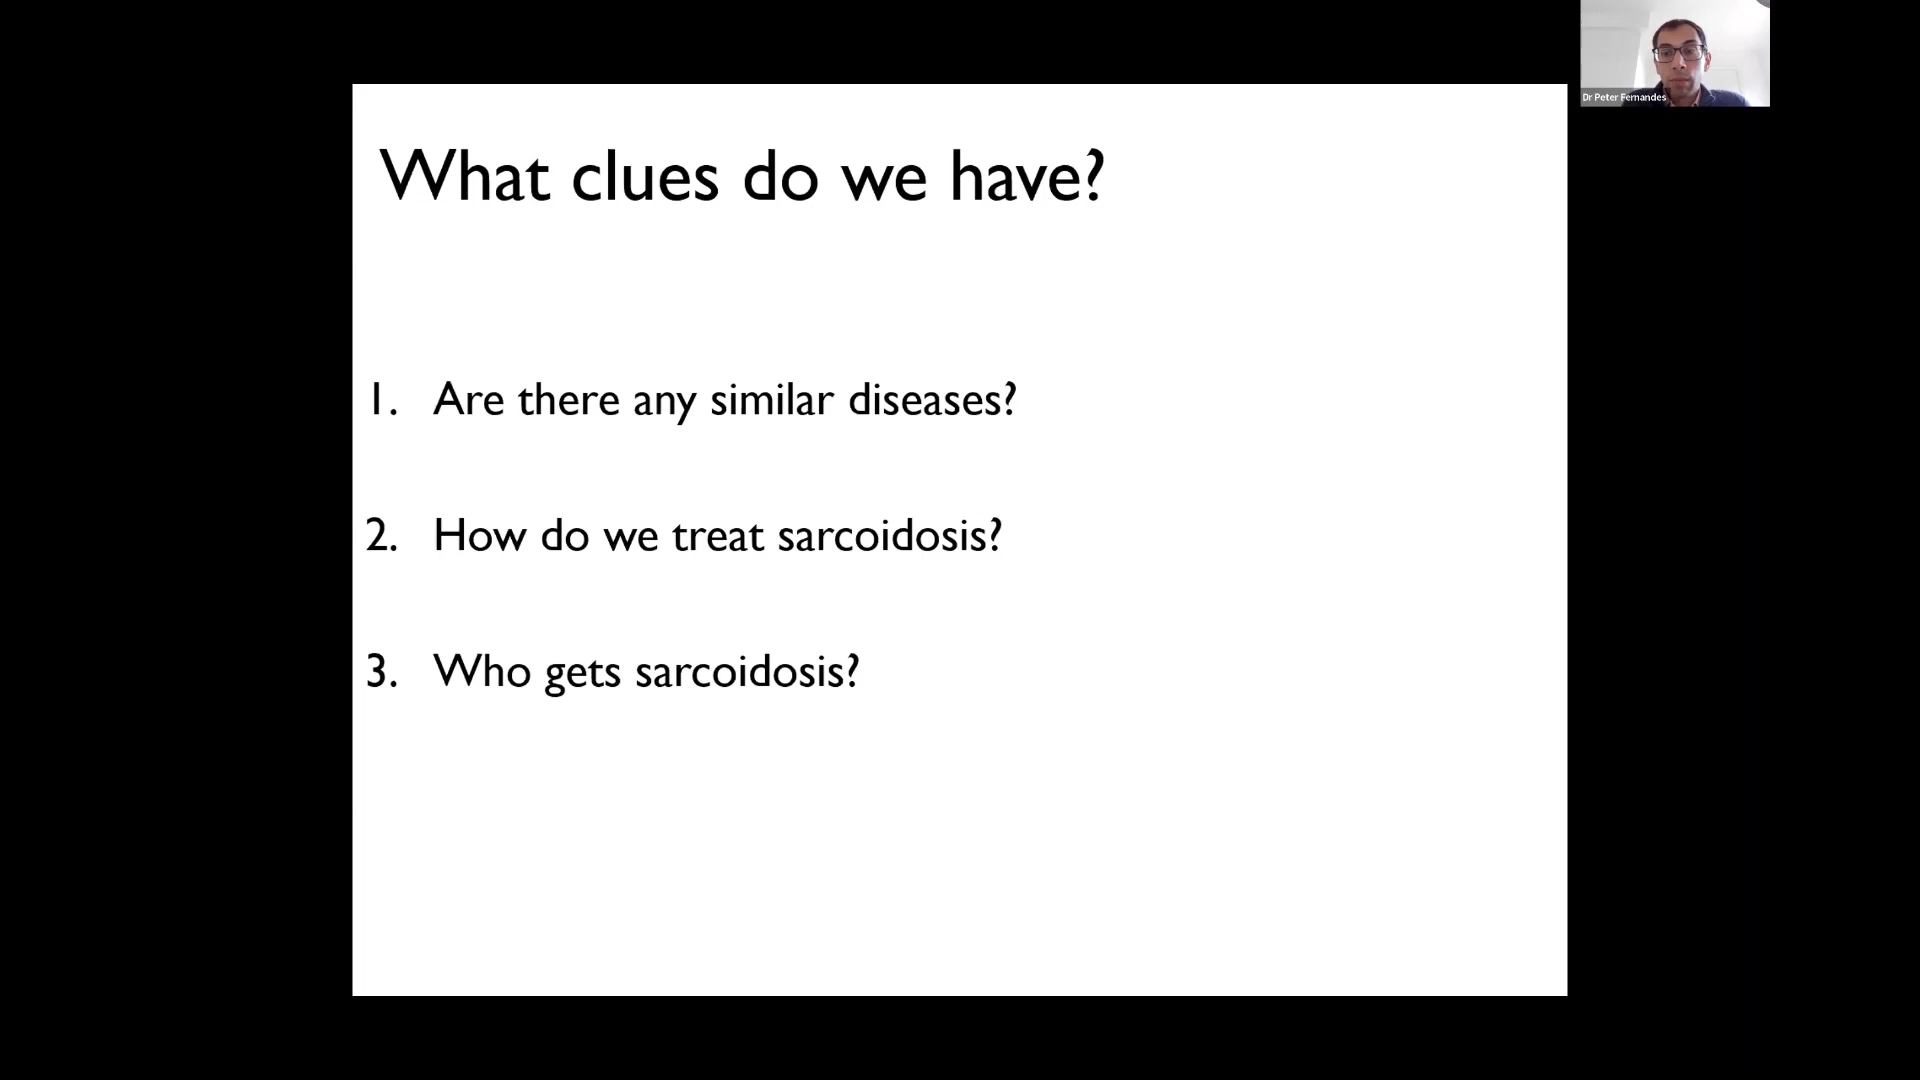 Dr Peter Fernandes
What clues do we have?
1. Are there any similar diseases?
2. How do we treat sarcoidosis?
3. Who gets sarcoidosis?